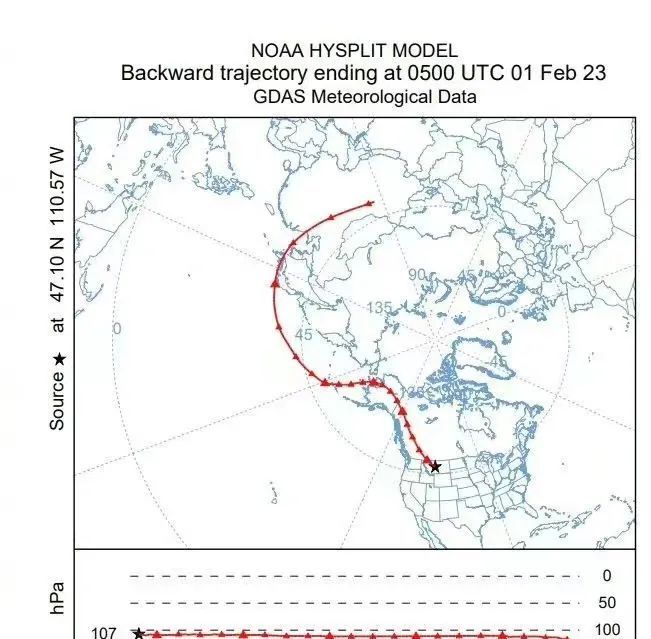 NOAA HYSPLIT MODEL
Backward trajectory ending at 0500 UTC 01 Feb 23
GDAS Meteorological Data
Source ★ at 47.10 N 110.57 W
90
45
135
0
0
45
-45
hPa
0
50
107
100